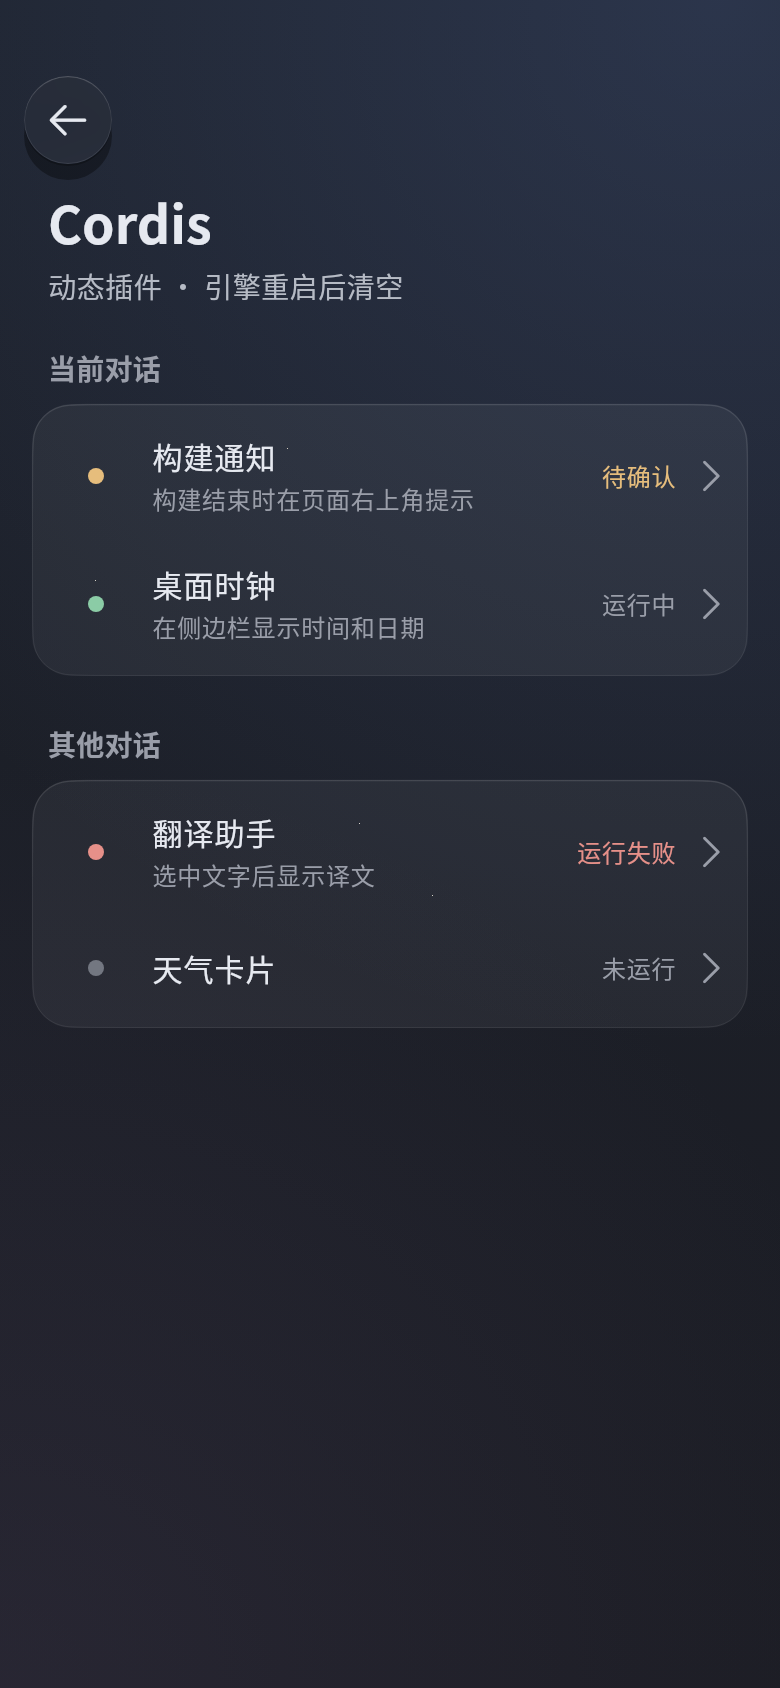 Cordis
动态插件 · 引擎重启后清空
当前对话
构建通知
构建结束时在页面右上角提示
待确认
桌面时钟
在侧边栏显示时间和日期
运行中
其他对话
翻译助手
选中文字后显示译文
运行失败
天气卡片
未运行